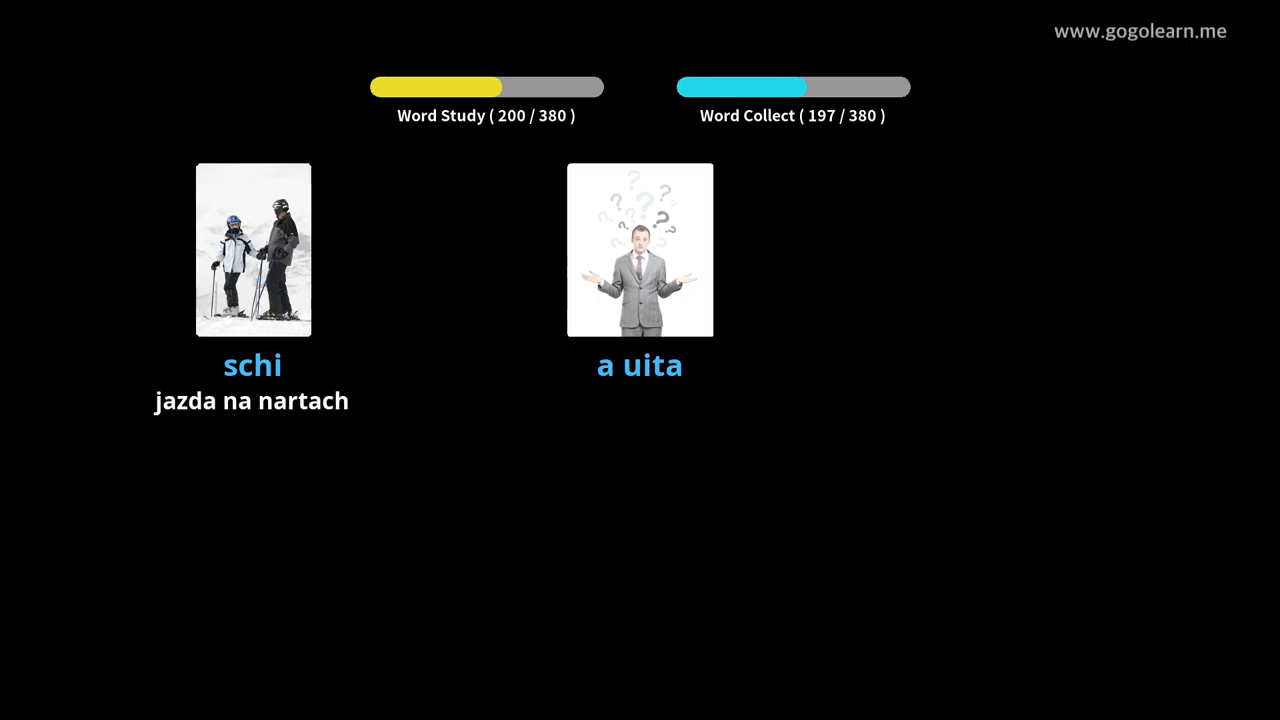 www.gogolearn.me
Word Study ( 200 / 380 )
Word Collect ( 197 / 380 )
schi
jazda na nartach
a uita